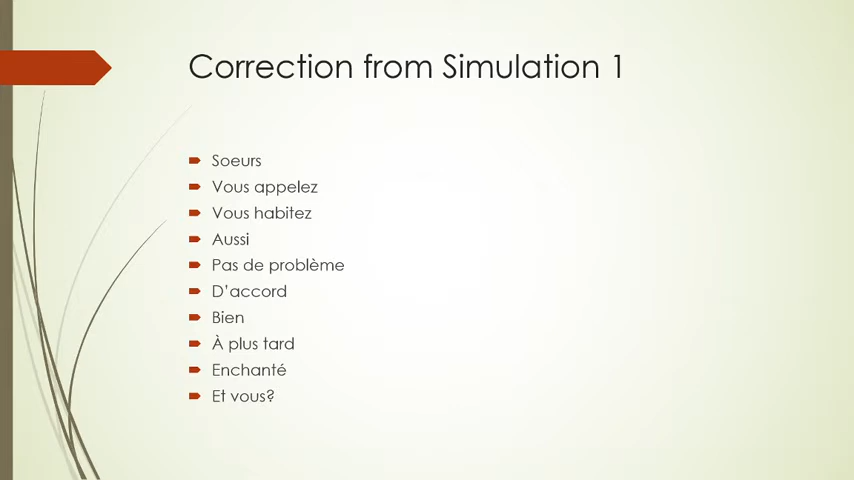 Correction from Simulation 1
Soeurs
Vous appelez
Vous habitez
Aussi
Pas de problème
D’accord
Bien
À plus tard
Enchanté
Et vous?